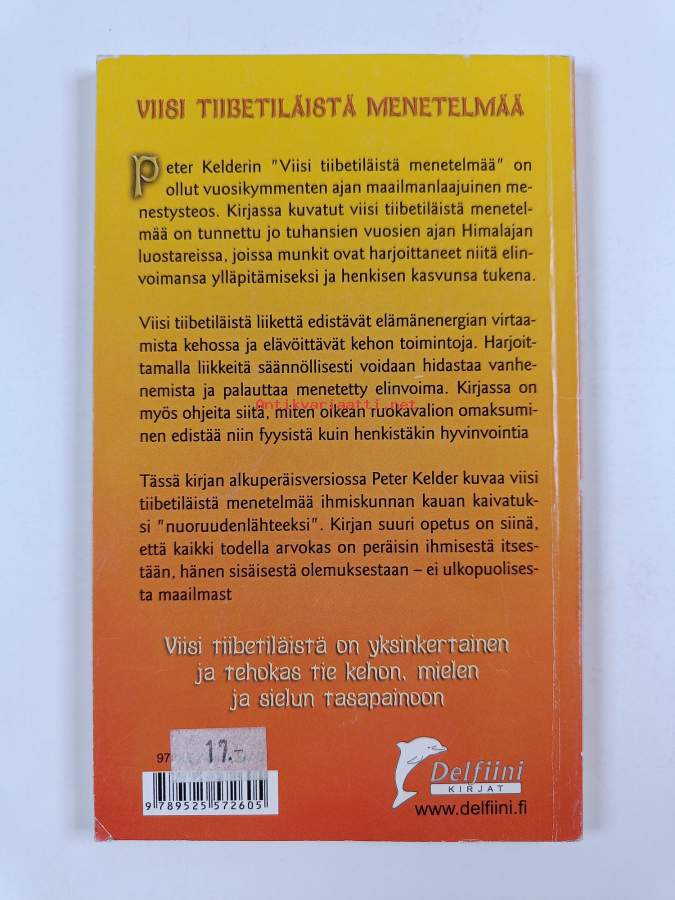 VIISI TIIBETILÄISTÄ MENETELMÄÄ
Peter Kelderin "Viisi tiibetiläistä menetelmää" on
ollut vuosikymmenten ajan maailmanlaajuinen me-
nestysteos. Kirjassa kuvatut viisi tiibetiläistä menetel-
mää on tunnettu jo tuhansien vuosien ajan Himalajan
luostareissa, joissa munkit ovat harjoittaneet niitä elin-
voimansa ylläpitämiseksi ja henkisen kasvunsa tukena.
Viisi tiibetiläistä liikettä edistävät elämänenergian virtaa-
mista kehossa ja elävöittävät kehon toimintoja. Harjoit-
tamalla liikkeitä säännöllisesti voidaan hidastaa vanhe-
nemista ja palauttaa menetetty elinvoima. Kirjassa on
Antikvariaatti.net
myös ohjeita siitä, miten oikean ruokavalion omaksumi-
nen edistää niin fyysistä kuin henkistäkin hyvinvointia
Tässä kirjan alkuperäisversiossa Peter Kelder kuvaa viisi
tiibetiläistä menetelmää ihmiskunnan kauan kaivatuk-
si "nuoruudenlähteeksi". Kirjan suuri opetus on siinä,
että kaikki todella arvokas on peräisin ihmisestä itses-
tään, hänen sisäisestä olemuksestaan – ei ulkopuolises-
ta maailmast
Viisi tiibetiläistä on yksinkertainen
ja tehokas tie kehon, mielen
ja sielun tasapainoon
97
17.-
9 789525 572605
Delfiini
KIRJAT
www.delfiini.fi